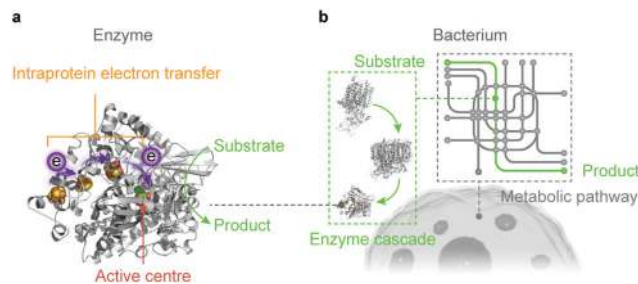 a
Enzyme
Intraprotein electron transfer
e
e
Substrate
Product
Active centre
b
Bacterium
Substrate
Product
Metabolic pathway
Enzyme cascade